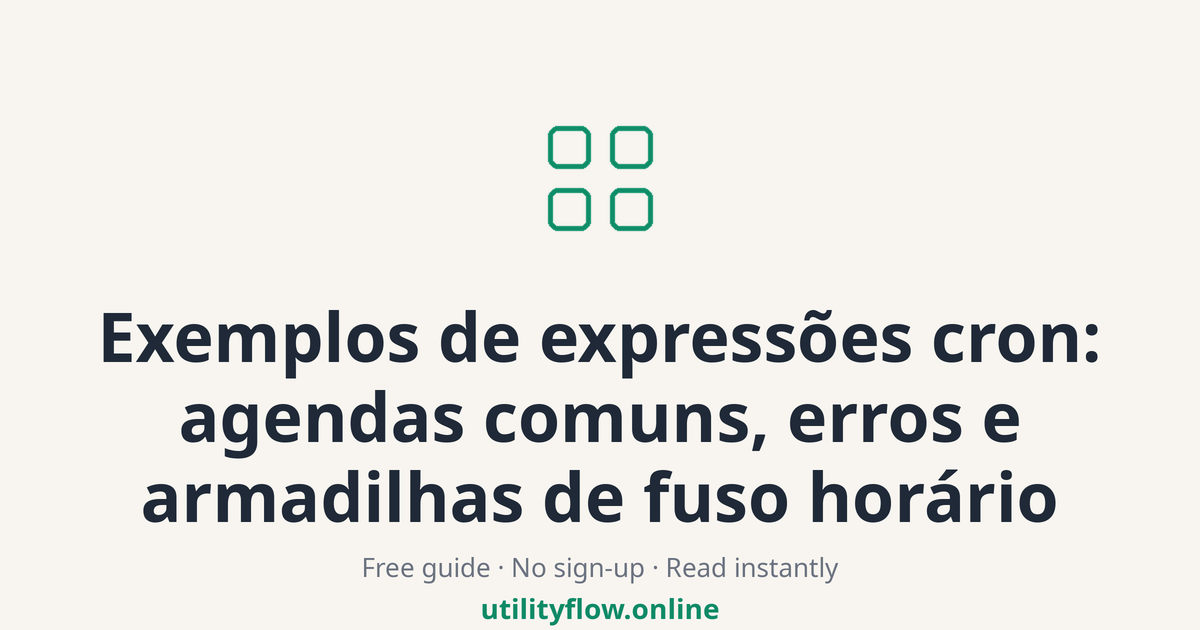 Exemplos de expressões cron:
agendas comuns, erros e
armadilhas de fuso horário
Free guide · No sign-up · Read instantly
utilityflow.online